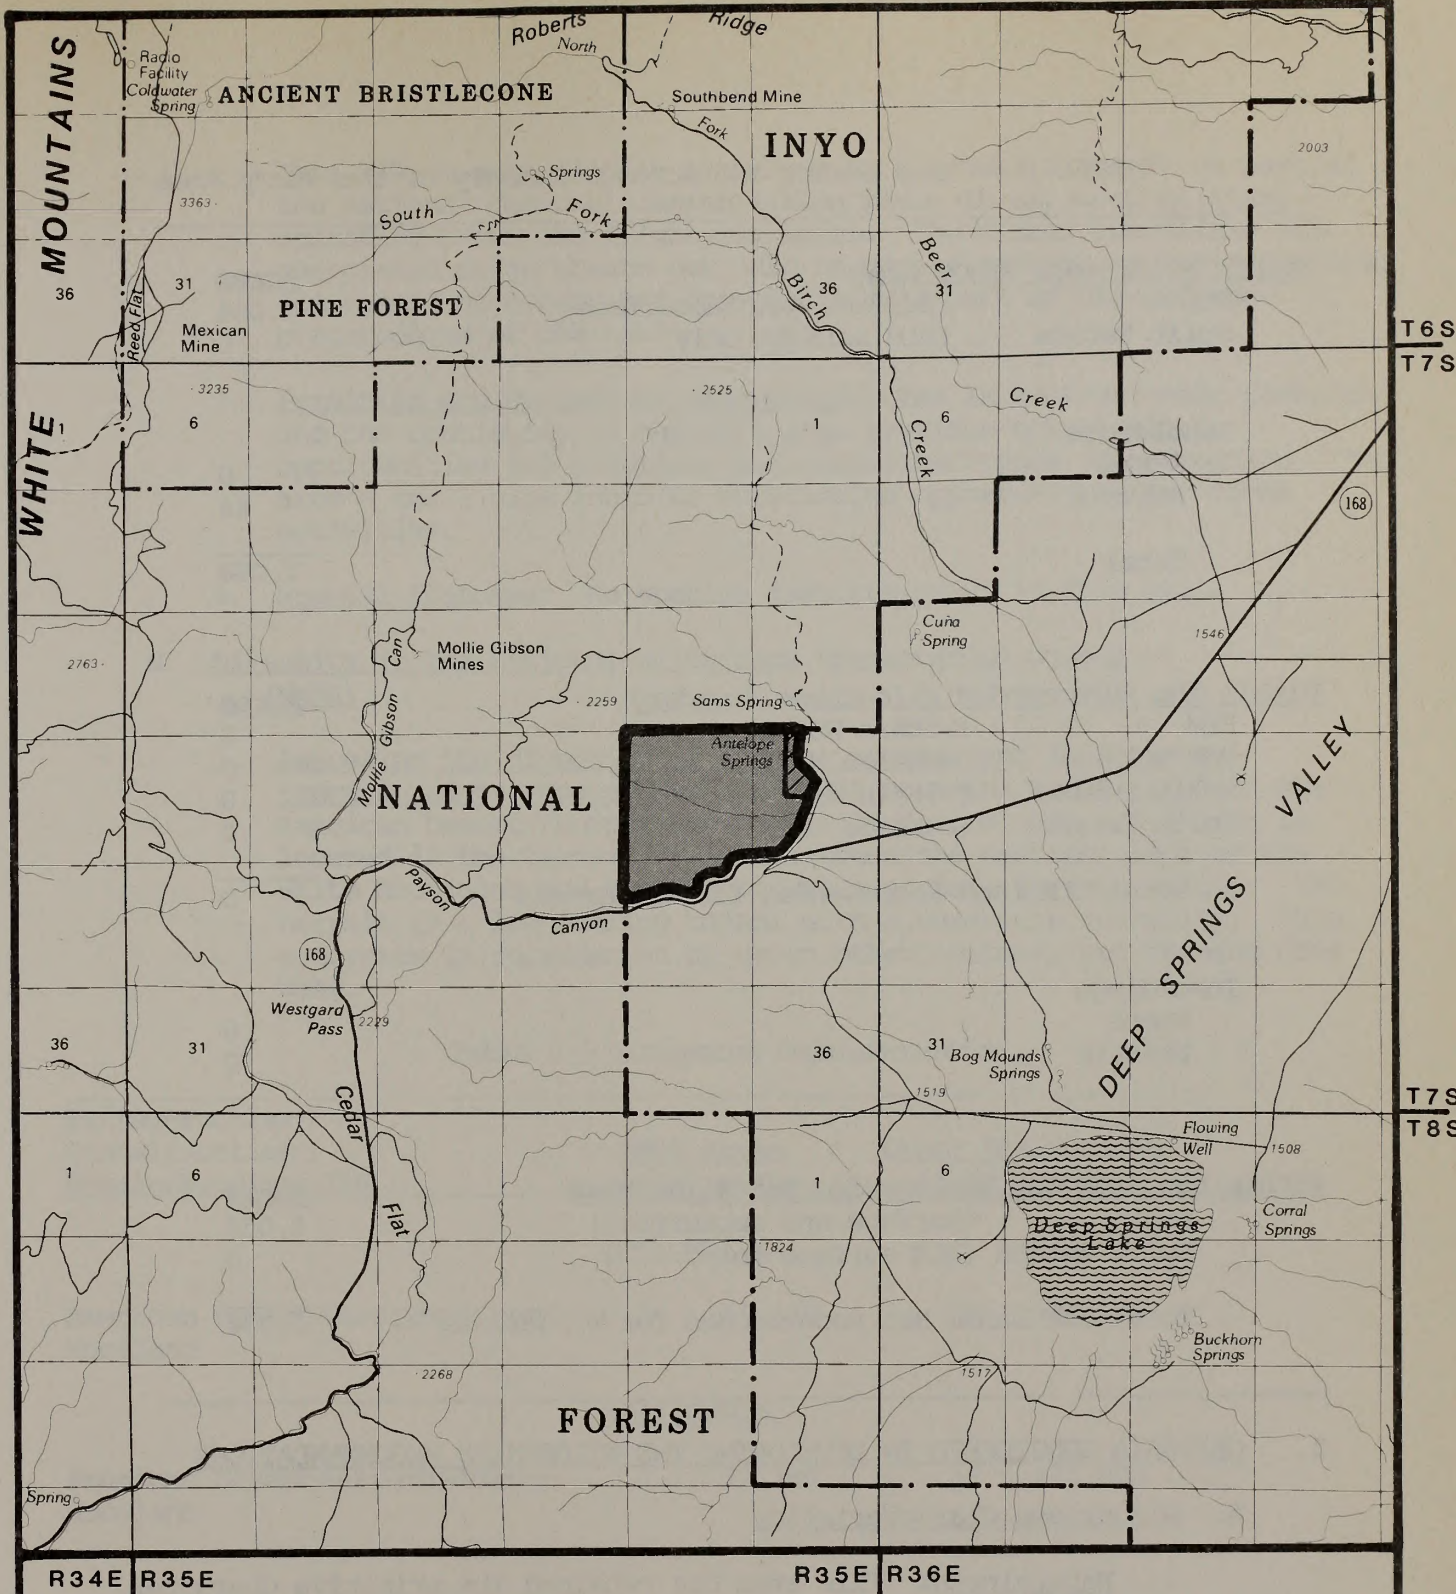 Roberts
Ridge
North
MOUNTAINS
Radio
Facility
Coldwater
Spring
ANCIENT BRISTLECONE
Southbend Mine
Fork
INYO
2003
Springs
3363
South
Fork
Beer
36
31
PINE FOREST
Birch
36
31
Reed Flat
Mexican
Mine
T6S
T7S
3235
2525
Creek
WHITE
1
6
1
6
Creek
168
Cuña
Spring
1546
Mollie Gibson
Mines
2763
Mollie Gibson Can
2259
Sams Spring
Antelope
Springs
NATIONAL
VALLEY
Payson
Canyon
SPRINGS
168
Westgard
Pass
2229
DEEP
36
31
36
31
Bog Mounds
Springs
1519
Cedar
T7S
T8S
Flowing
Well
1508
1
6
1
6
Flat
Corral
Springs
Deep Springs
Lake
1824
Buckhorn
Springs
2268
1517
FOREST
Spring
R34E R35E
R35E R36E